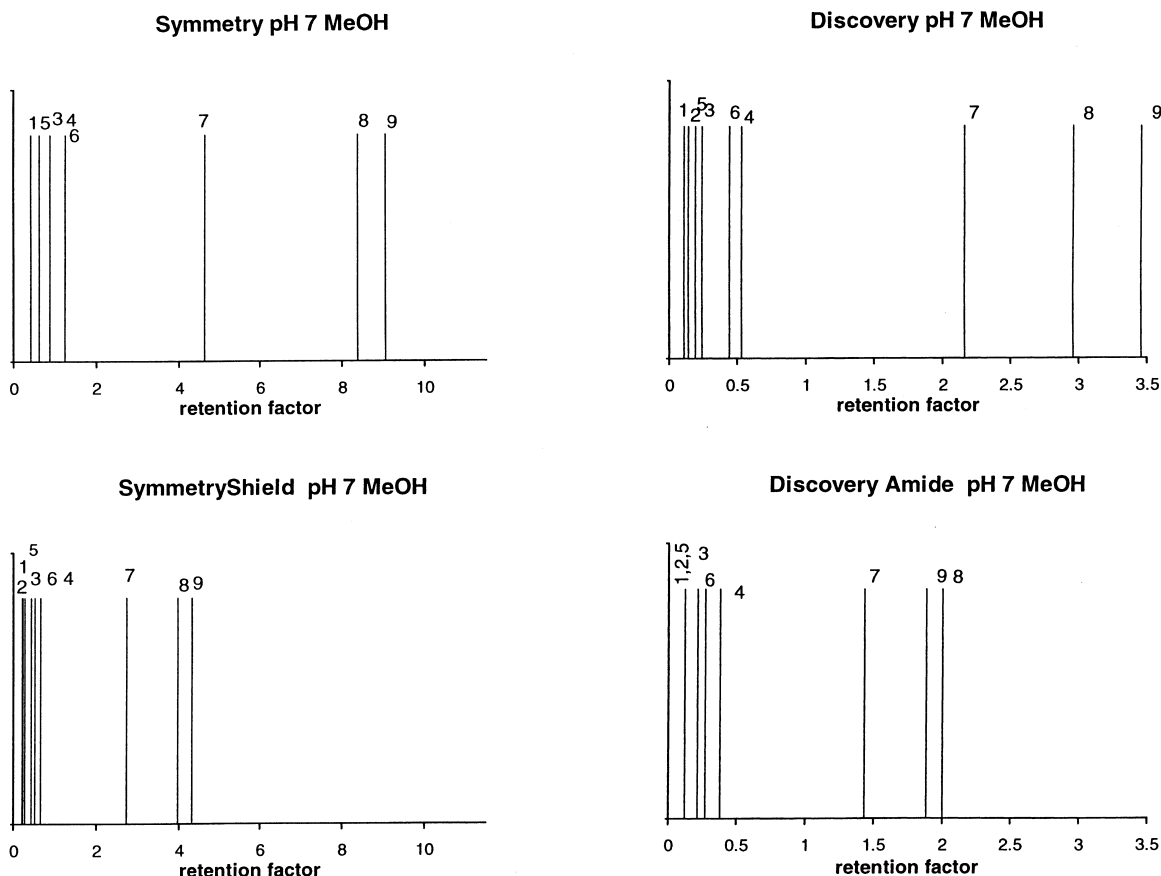 Symmetry pH 7 MeOH
1 5 3 4
6
7
8
9
0 2 4 6 8 10
retention factor
Discovery pH 7 MeOH
1 2 5 3
6 4
7
8
9
0 0.5 1 1.5 2 2.5 3 3.5
retention factor
SymmetryShield pH 7 MeOH
5
1
2 3 6 4
7
8 9
0 2 4 6 8 10
retention factor
Discovery Amide pH 7 MeOH
1,2,5
3
6
4
7
9 8
0 0.5 1 1.5 2 2.5 3 3.5
retention factor